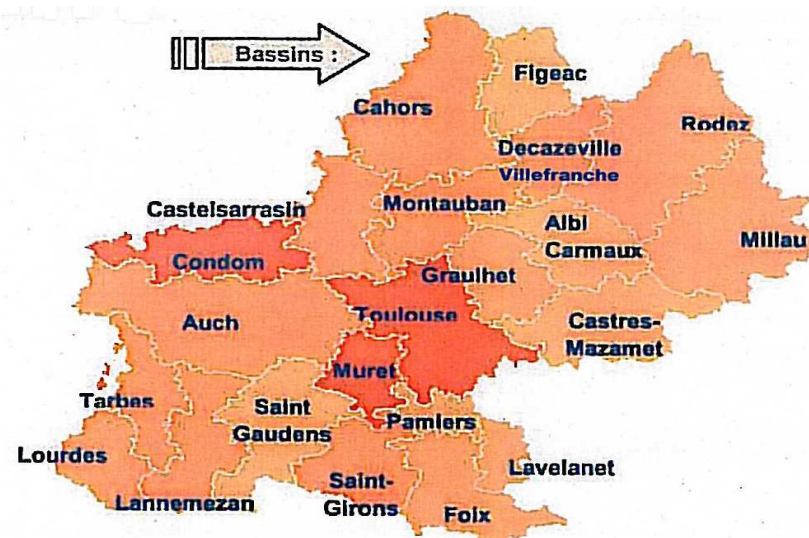 Bassins :
Figeac
Cahors
Rodez
Decazeville
Villefranche
Castelsarrasin
Montauban
Albi
Carmaux
Millau
Condom
Graulhet
Toulouse
Auch
Castres-
Mazamet
Muret
Tarbes
Saint
Gaudens
Pamiers
Lourdes
Lavelanet
Saint-
Girons
Lannemezan
Foix